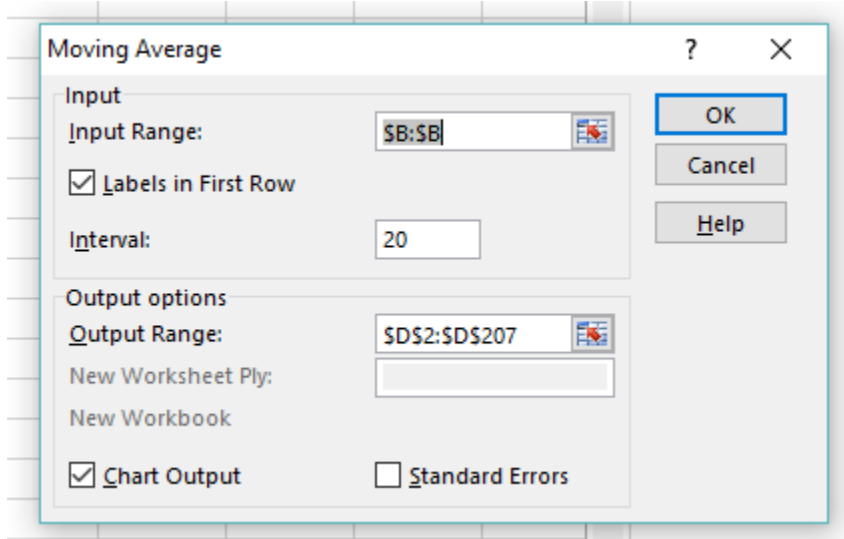 Moving Average ? ×
Input
Input Range: $B:$B
Labels in First Row
Interval: 20
OK
Cancel
Help
Output options
Output Range: $D$2:$D$207
New Worksheet Ply:
New Workbook
Chart Output Standard Errors